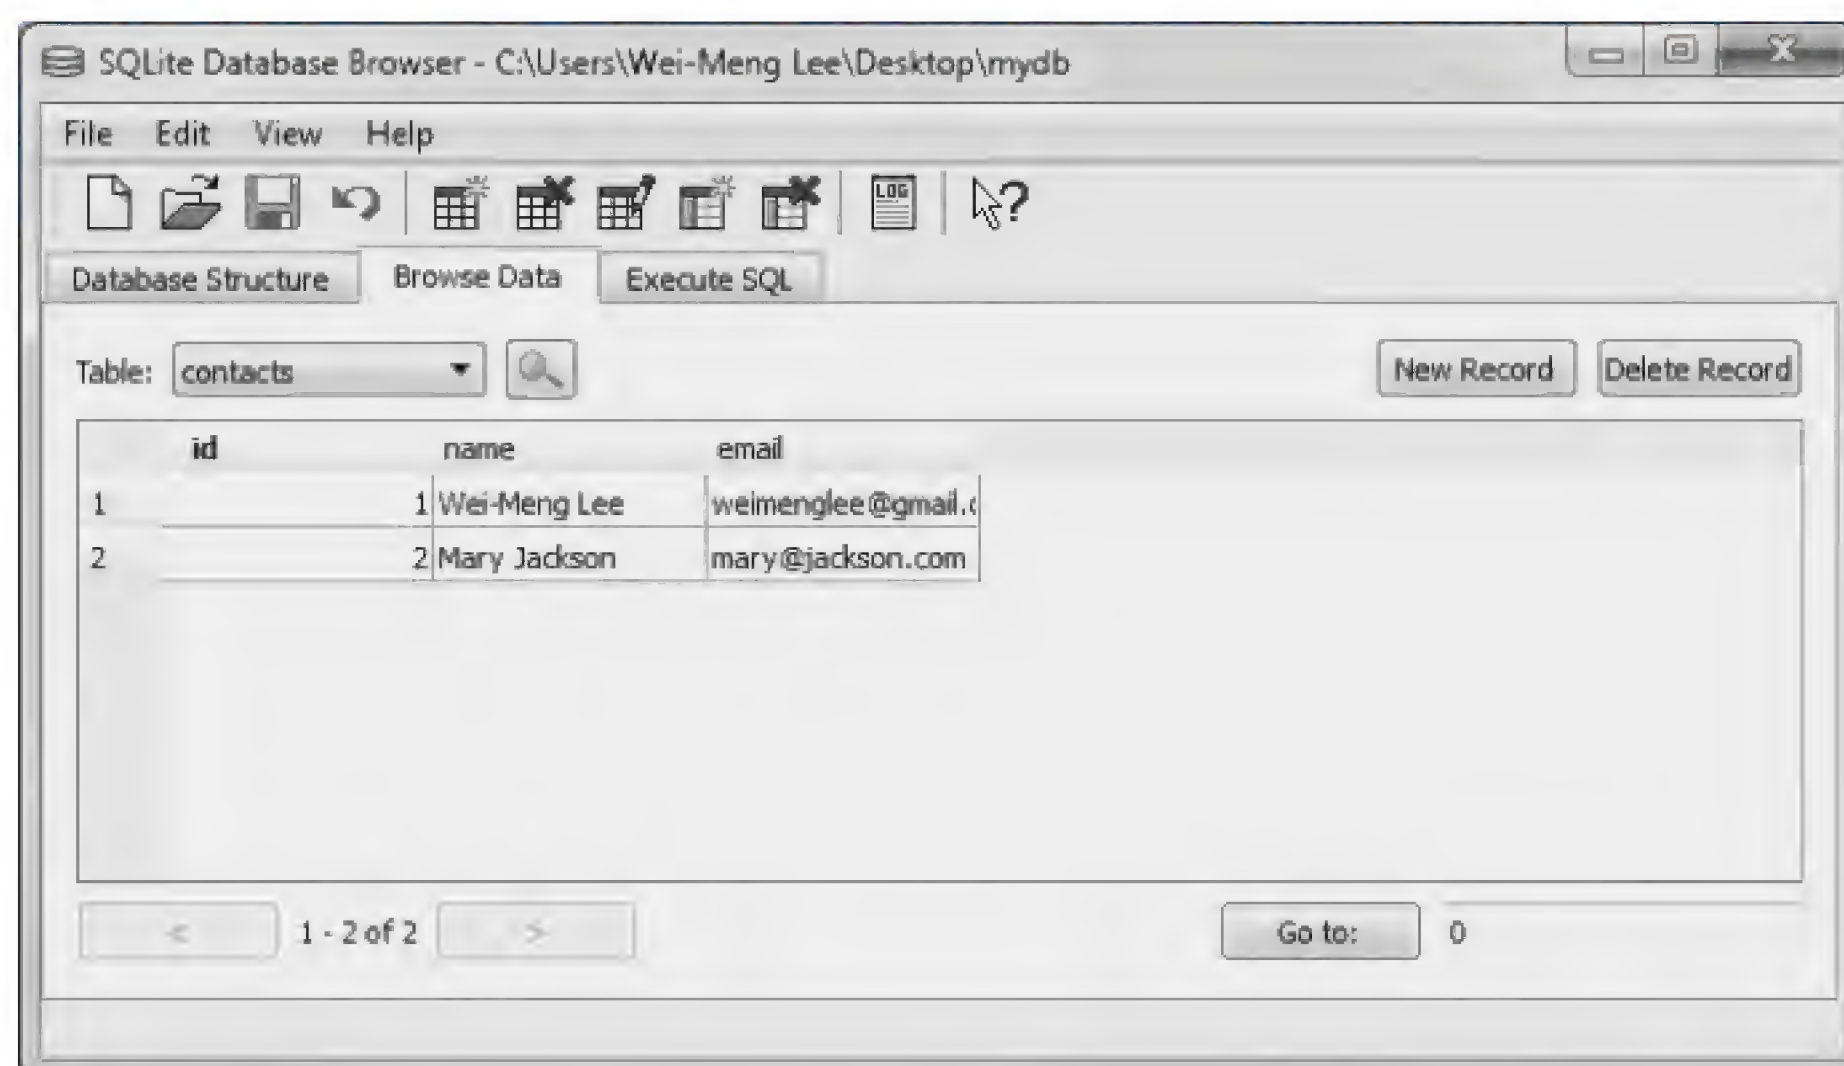 SQLite Database Browser - C:\Users\Wei-Meng Lee\Desktop\mydb
File Edit View Help
LOG ?
Database Structure Browse Data Execute SQL
Table: contacts New Record Delete Record
id name email
1 1 Wei-Meng Lee weimenglee@gmail.c
2 2 Mary Jackson mary@jackson.com
< 1 - 2 of 2 > Go to: 0